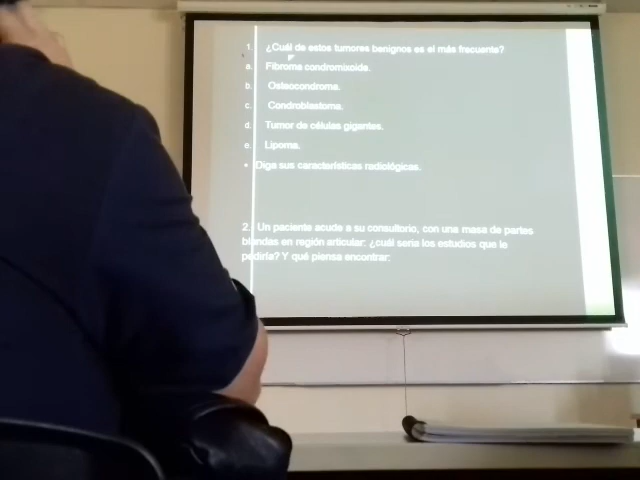 1. ¿Cuál de estos tumores benignos es el más frecuente?
a. Fibroma condromixoide.
b. Osteocondroma.
c. Condroblastoma.
d. Tumor de células gigantes.
e. Lipoma.
• Diga sus características radiológicas.
2. Un paciente acude a su consultorio, con una masa de partes
blandas en región articular: ¿cuál seria los estudios que le
pediría? Y qué piensa encontrar: